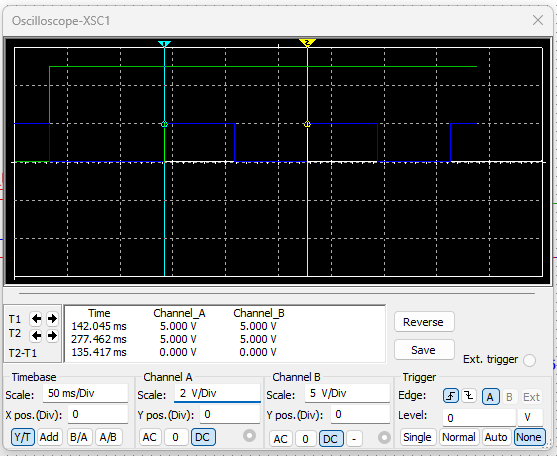 Oscilloscope-XSC1
1
2
T1
T2
T2-T1
Time Channel_A Channel_B
142.045 ms 5.000 V 5.000 V
277.462 ms 5.000 V 5.000 V
135.417 ms 0.000 V 0.000 V
Reverse
Save
Ext. trigger
Timebase
Scale: 50 ms/Div
X pos.(Div): 0
Y/T Add B/A A/B
Channel A
Scale: 2 V/Div
Y pos.(Div): 0
AC 0 DC
Channel B
Scale: 5 V/Div
Y pos.(Div): 0
AC 0 DC -
Trigger
Edge: A B Ext
Level: 0 V
Single Normal Auto None